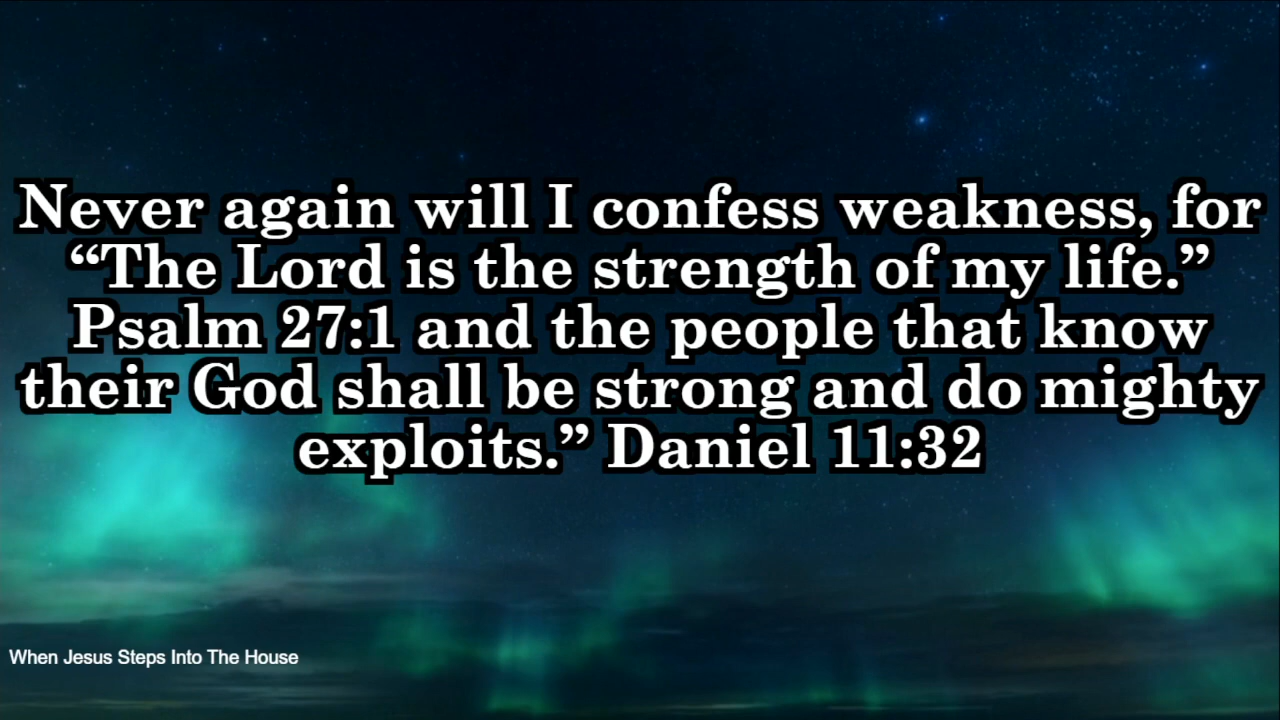 Never again will I confess weakness, for
“The Lord is the strength of my life.”
Psalm 27:1 and the people that know
their God shall be strong and do mighty
exploits.” Daniel 11:32
When Jesus Steps Into The House